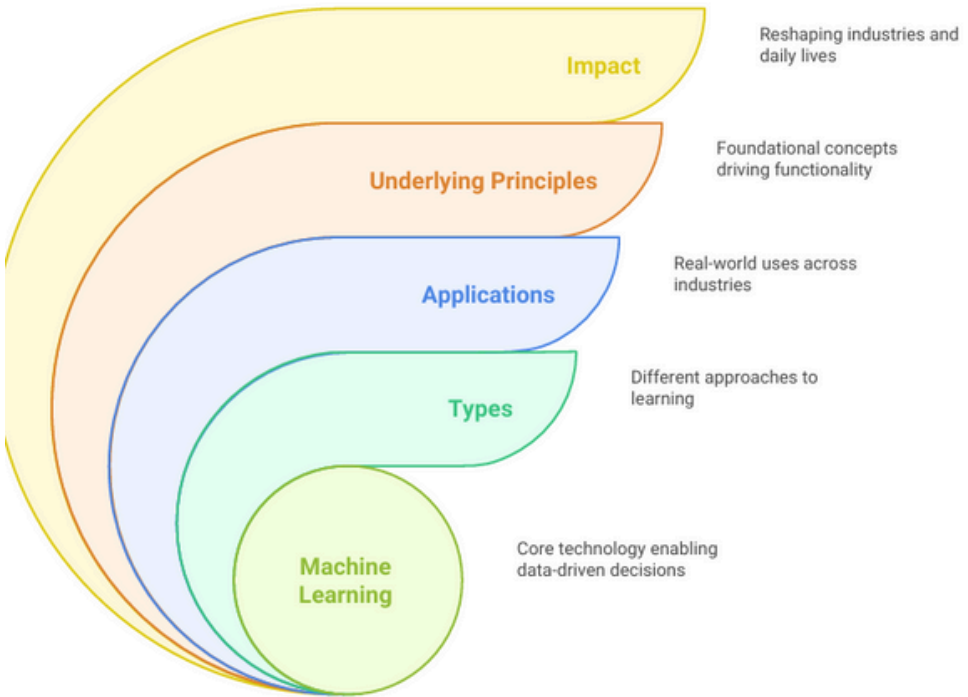 Impact
Reshaping industries and
daily lives
Underlying Principles
Foundational concepts
driving functionality
Applications
Real-world uses across
industries
Types
Different approaches to
learning
Machine
Learning
Core technology enabling
data-driven decisions